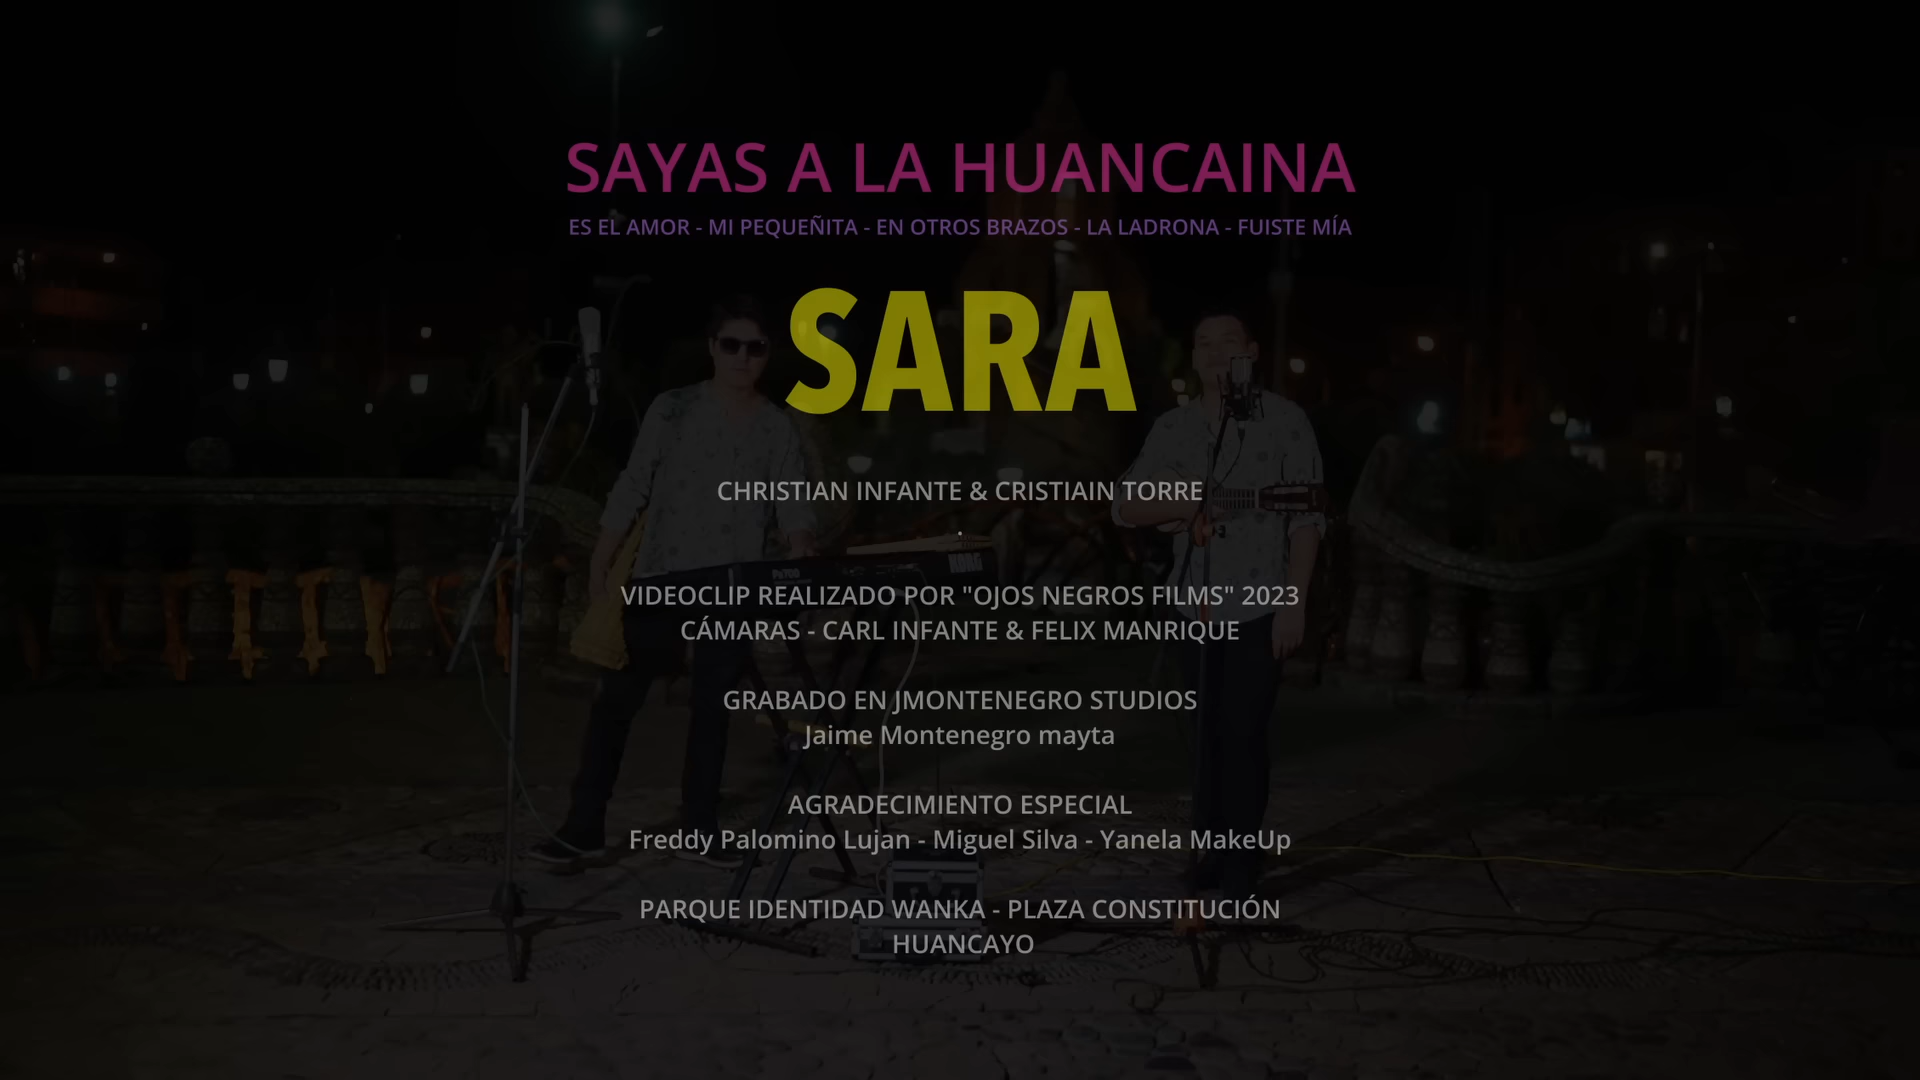 SAYAS A LA HUANCAINA
ES EL AMOR - MI PEQUEÑITA - EN OTROS BRAZOS - LA LADRONA - FUISTE MÍA
SARA
CHRISTIAN INFANTE & CRISTIAIN TORRE
.
Pa700
KORG
VIDEOCLIP REALIZADO POR "OJOS NEGROS FILMS" 2023
CÁMARAS - CARL INFANTE & FELIX MANRIQUE
GRABADO EN JMONTENEGRO STUDIOS
Jaime Montenegro mayta
AGRADECIMIENTO ESPECIAL
Freddy Palomino Lujan - Miguel Silva - Yanela MakeUp
PARQUE IDENTIDAD WANKA - PLAZA CONSTITUCIÓN
HUANCAYO